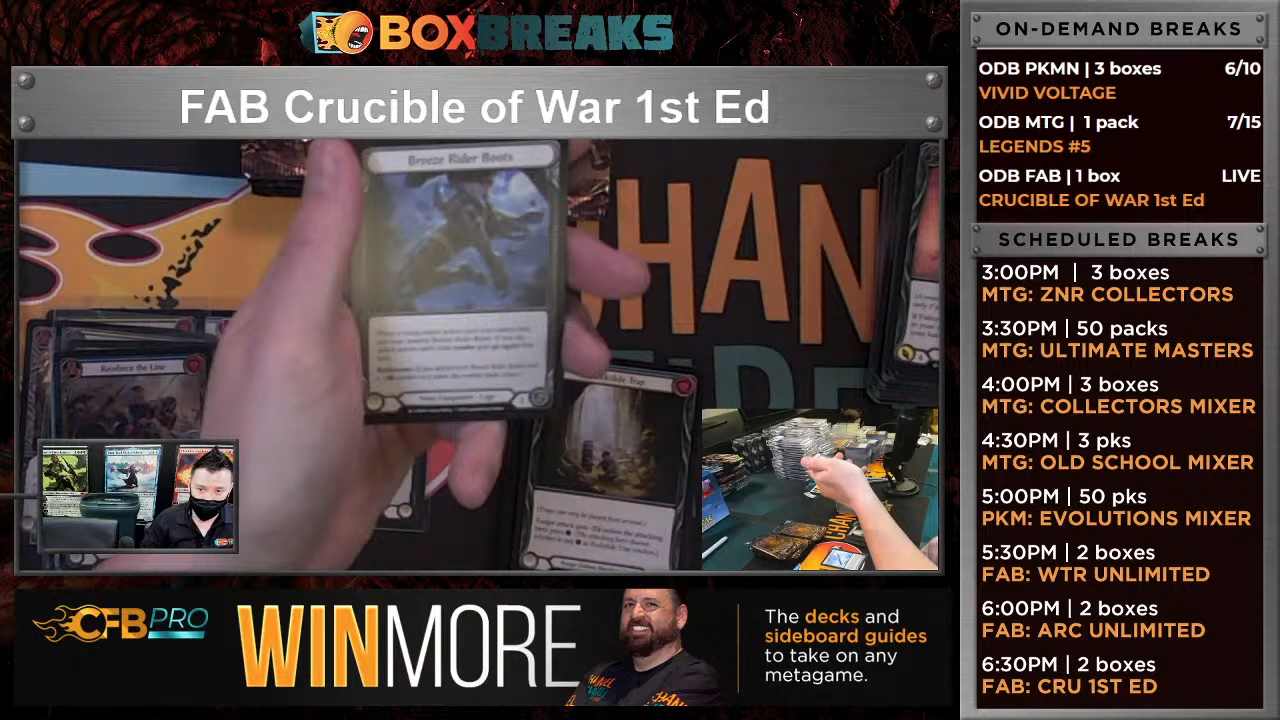 BOXBREAKS
FAB Crucible of War 1st Ed
Breeze Rider Boots
Reinforce the Line
Trap
HAN
CFBPRO
WINMORE
The decks and
sideboard guides
to take on any
metagame.
ON-DEMAND BREAKS
ODB PKMN | 3 boxes 6/10
VIVID VOLTAGE
ODB MTG | 1 pack 7/15
LEGENDS #5
ODB FAB | 1 box LIVE
CRUCIBLE OF WAR 1st Ed
SCHEDULED BREAKS
3:00PM | 3 boxes
MTG: ZNR COLLECTORS
3:30PM | 50 packs
MTG: ULTIMATE MASTERS
4:00PM | 3 boxes
MTG: COLLECTORS MIXER
4:30PM | 3 pks
MTG: OLD SCHOOL MIXER
5:00PM | 50 pks
PKM: EVOLUTIONS MIXER
5:30PM | 2 boxes
FAB: WTR UNLIMITED
6:00PM | 2 boxes
FAB: ARC UNLIMITED
6:30PM | 2 boxes
FAB: CRU 1ST ED